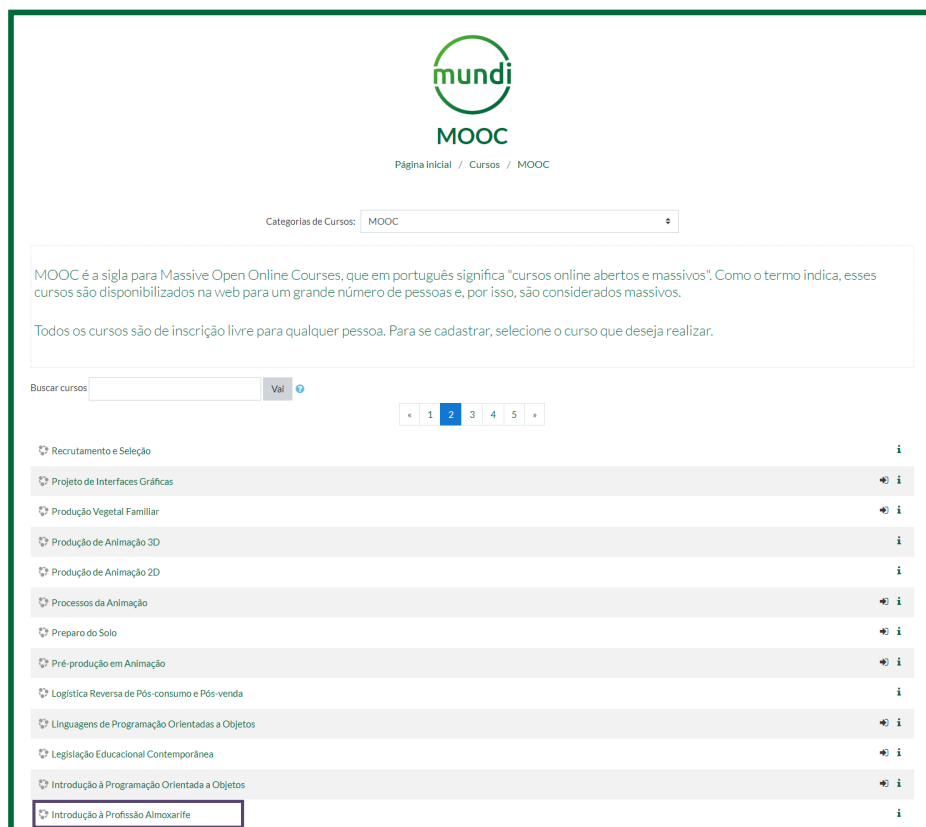 mundi
MOOC
Página inicial / Cursos / MOOC
Categorias de Cursos: MOOC
MOOC é a sigla para Massive Open Online Courses, que em português significa "cursos online abertos e massivos". Como o termo indica, esses
cursos são disponibilizados na web para um grande número de pessoas e, por isso, são considerados massivos.
Todos os cursos são de inscrição livre para qualquer pessoa. Para se cadastrar, selecione o curso que deseja realizar.
Buscar cursos Vai ?
« 1 2 3 4 5 »
Recrutamento e Seleção
Projeto de Interfaces Gráficas
Produção Vegetal Familiar
Produção de Animação 3D
Produção de Animação 2D
Processos da Animação
Preparo do Solo
Pré-produção em Animação
Logística Reversa de Pós-consumo e Pós-venda
Linguagens de Programação Orientadas a Objetos
Legislação Educacional Contemporânea
Introdução à Programação Orientada a Objetos
Introdução à Profissão Almoxarife